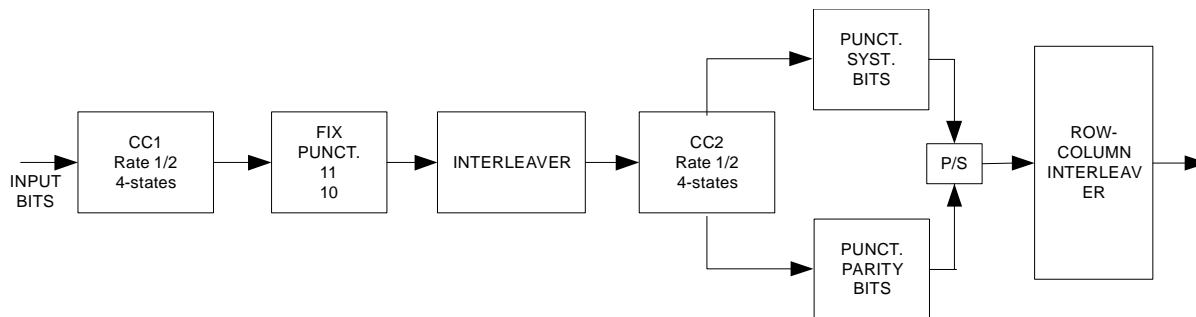 INPUT
BITS
CC1
Rate 1/2
4-states
FIX
PUNCT.
11
10
INTERLEAVER
CC2
Rate 1/2
4-states
PUNCT.
SYST.
BITS
PUNCT.
PARITY
BITS
P/S
ROW-
COLUMN
INTERLEAV
ER